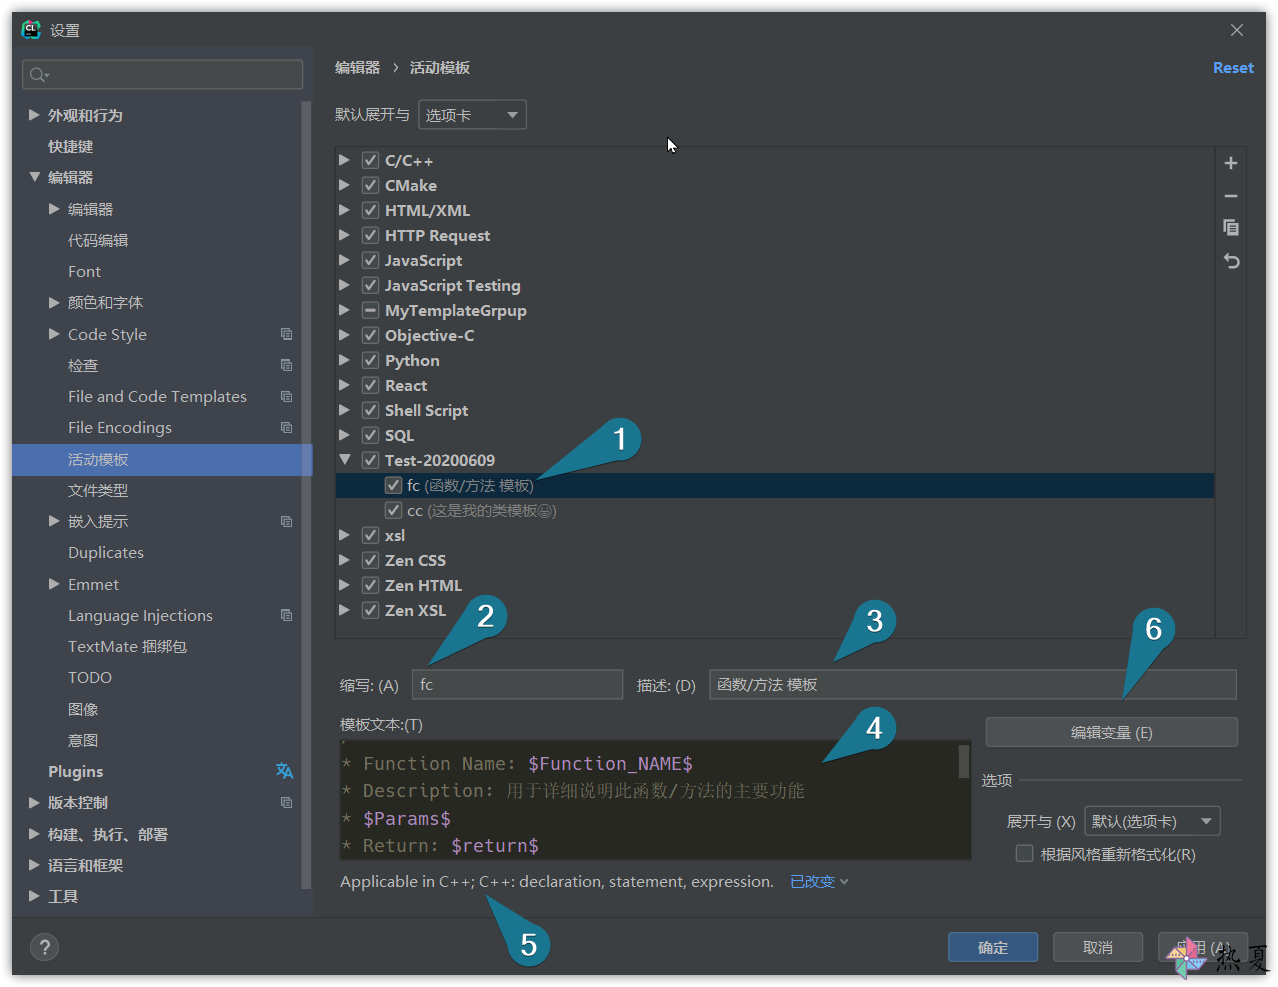 CL 设置
编辑器 › 活动模板
Reset
默认展开与 选项卡
外观和行为
快捷键
编辑器
编辑器
代码编辑
Font
颜色和字体
Code Style
检查
File and Code Templates
File Encodings
活动模板
文件类型
嵌入提示
Duplicates
Emmet
Language Injections
TextMate 捆绑包
TODO
图像
意图
Plugins
版本控制
构建、执行、部署
语言和框架
工具
C/C++
CMake
HTML/XML
HTTP Request
JavaScript
JavaScript Testing
MyTemplateGrpup
Objective-C
Python
React
Shell Script
SQL
Test-20200609
fc (函数/方法 模板)
cc (这是我的类模板😄)
xsl
Zen CSS
Zen HTML
Zen XSL
1
2
3
6
缩写: (A) fc 描述: (D) 函数/方法 模板
模板文本:(T)
4
编辑变量 (E)
* Function Name: $Function_NAME$
* Description: 用于详细说明此函数/方法的主要功能
* $Params$
* Return: $return$
选项
展开与 (X) 默认(选项卡)
根据风格重新格式化(R)
Applicable in C++; C++: declaration, statement, expression. 已改变
5
?
确定 取消 应用 (A)
热夏